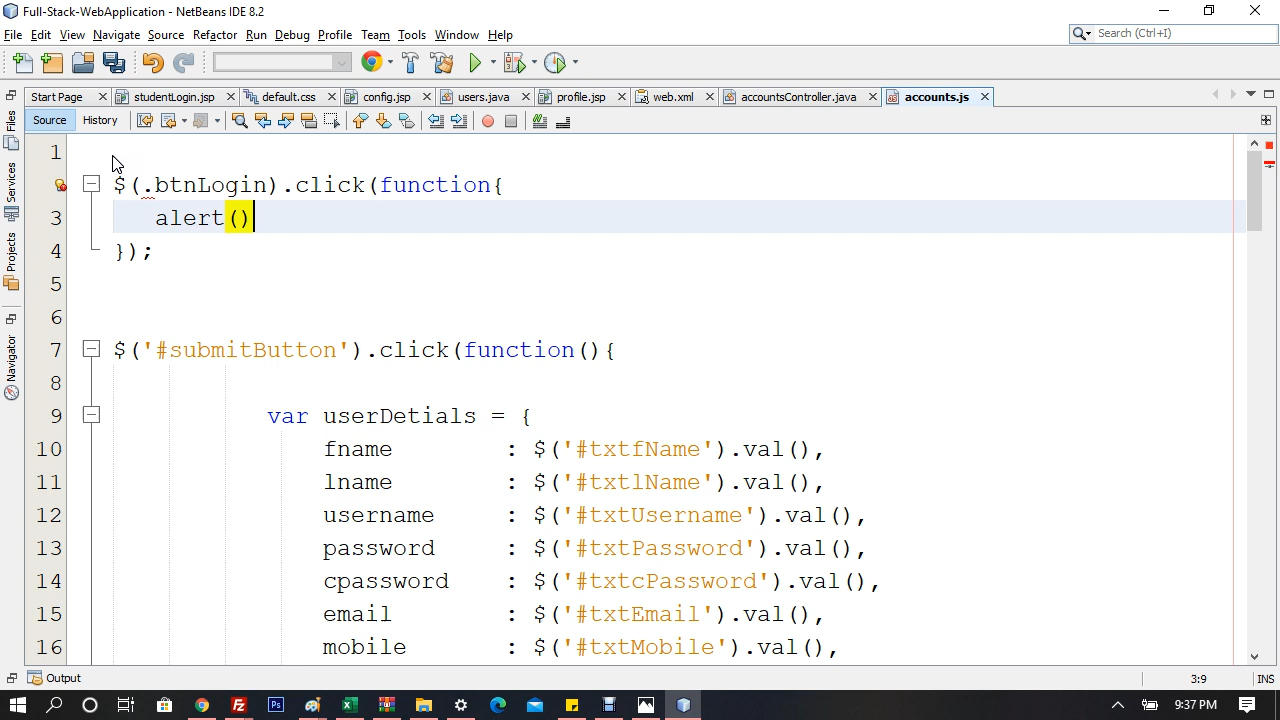 Full-Stack-WebApplication - NetBeans IDE 8.2
File Edit View Navigate Source Refactor Run Debug Profile Team Tools Window Help
Search (Ctrl+I)
Start Page studentLogin.jsp default.css config.jsp users.java profile.jsp web.xml accountsController.java accounts.js
Source History
Files
Services
Projects
Navigator
1
$(.btnLogin).click(function{
3 alert()
4 });
5
6
7 $('#submitButton').click(function(){
8
9 var userDetials = {
10 fname : $('#txtfName').val(),
11 lname : $('#txtlName').val(),
12 username : $('#txtUsername').val(),
13 password : $('#txtPassword').val(),
14 cpassword : $('#txtcPassword').val(),
15 email : $('#txtEmail').val(),
16 mobile : $('#txtMobile').val(),
Output
3:9 INS
9:37 PM